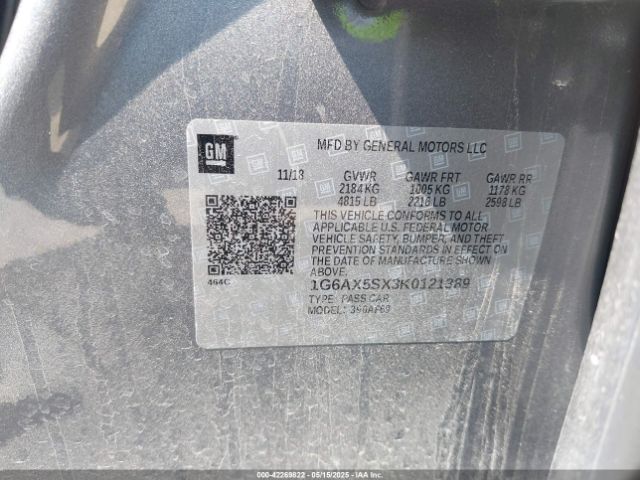 GM
MFD BY GENERAL MOTORS LLC
11/18 GVWR GAWR FRT GAWR RR
2184 KG 1005 KG 1178 KG
4815 LB 2216 LB 2598 LB
THIS VEHICLE CONFORMS TO ALL
APPLICABLE U.S. FEDERAL MOTOR
VEHICLE SAFETY, BUMPER, AND THEFT
PREVENTION STANDARDS IN EFFECT ON
THE DATE OF MANUFACTURE SHOWN
ABOVE.
464C
1G6AX5SX3K0121389
TYPE: PASS CAR
MODEL:
000-42269822 - 05/15/2025 - IAAI.COM